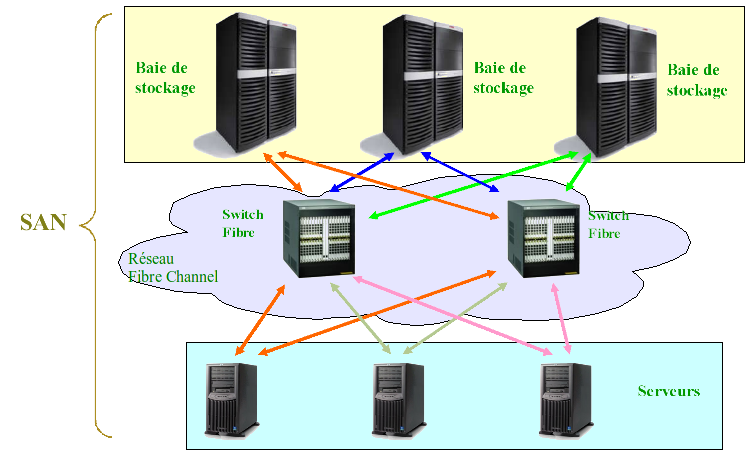 Baie de
stockage
Baie de
stockage
Baie de
stockage
SAN
Switch
Fibre
Switch
Fibre
Réseau
Fibre Channel
Serveurs